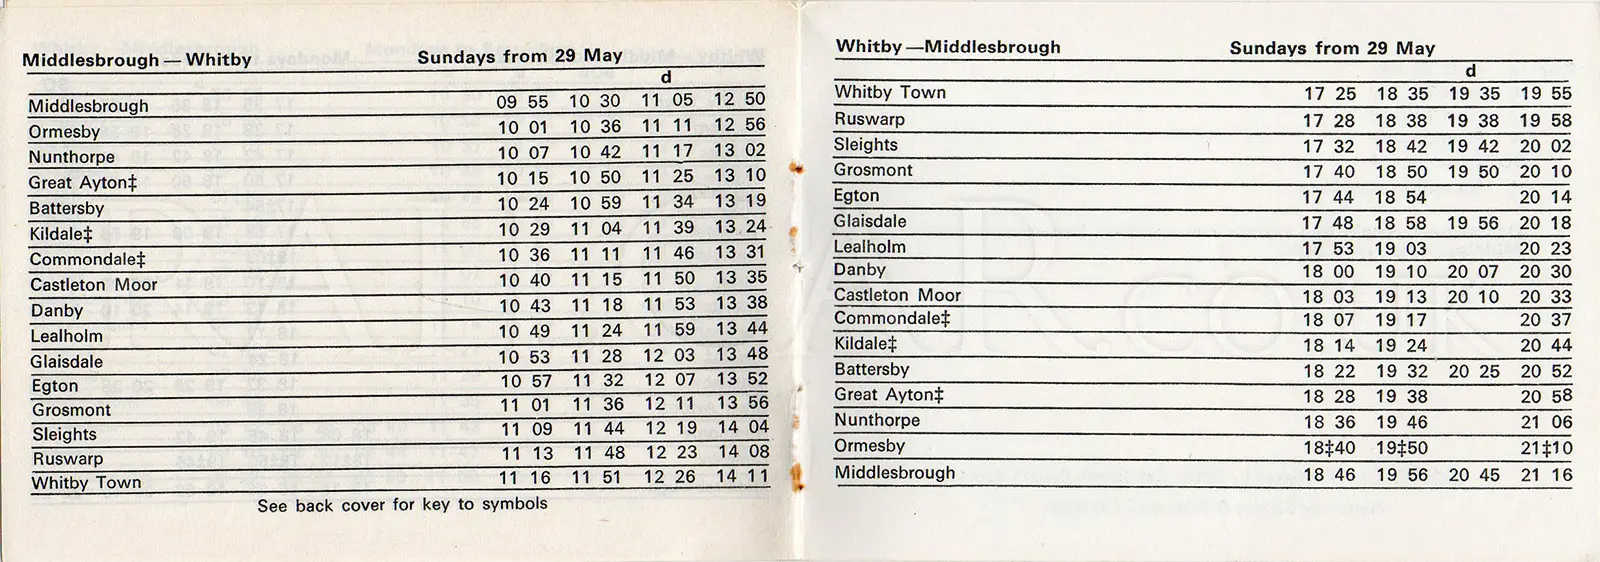 Middlesbrough — Whitby Sundays from 29 May
d
Middlesbrough 09 55 10 30 11 05 12 50
Ormesby 10 01 10 36 11 11 12 56
Nunthorpe 10 07 10 42 11 17 13 02
Great Ayton‡ 10 15 10 50 11 25 13 10
Battersby 10 24 10 59 11 34 13 19
Kildale‡ 10 29 11 04 11 39 13 24
Commondale‡ 10 36 11 11 11 46 13 31
Castleton Moor 10 40 11 15 11 50 13 35
Danby 10 43 11 18 11 53 13 38
Lealholm 10 49 11 24 11 59 13 44
Glaisdale 10 53 11 28 12 03 13 48
Egton 10 57 11 32 12 07 13 52
Grosmont 11 01 11 36 12 11 13 56
Sleights 11 09 11 44 12 19 14 04
Ruswarp 11 13 11 48 12 23 14 08
Whitby Town 11 16 11 51 12 26 14 11
See back cover for key to symbols
Whitby — Middlesbrough Sundays from 29 May
d
Whitby Town 17 25 18 35 19 35 19 55
Ruswarp 17 28 18 38 19 38 19 58
Sleights 17 32 18 42 19 42 20 02
Grosmont 17 40 18 50 19 50 20 10
Egton 17 44 18 54 20 14
Glaisdale 17 48 18 58 19 56 20 18
Lealholm 17 53 19 03 20 23
Danby 18 00 19 10 20 07 20 30
Castleton Moor 18 03 19 13 20 10 20 33
Commondale‡ 18 07 19 17 20 37
Kildale‡ 18 14 19 24 20 44
Battersby 18 22 19 32 20 25 20 52
Great Ayton‡ 18 28 19 38 20 58
Nunthorpe 18 36 19 46 21 06
Ormesby 18‡40 19‡50 21‡10
Middlesbrough 18 46 19 56 20 45 21 16